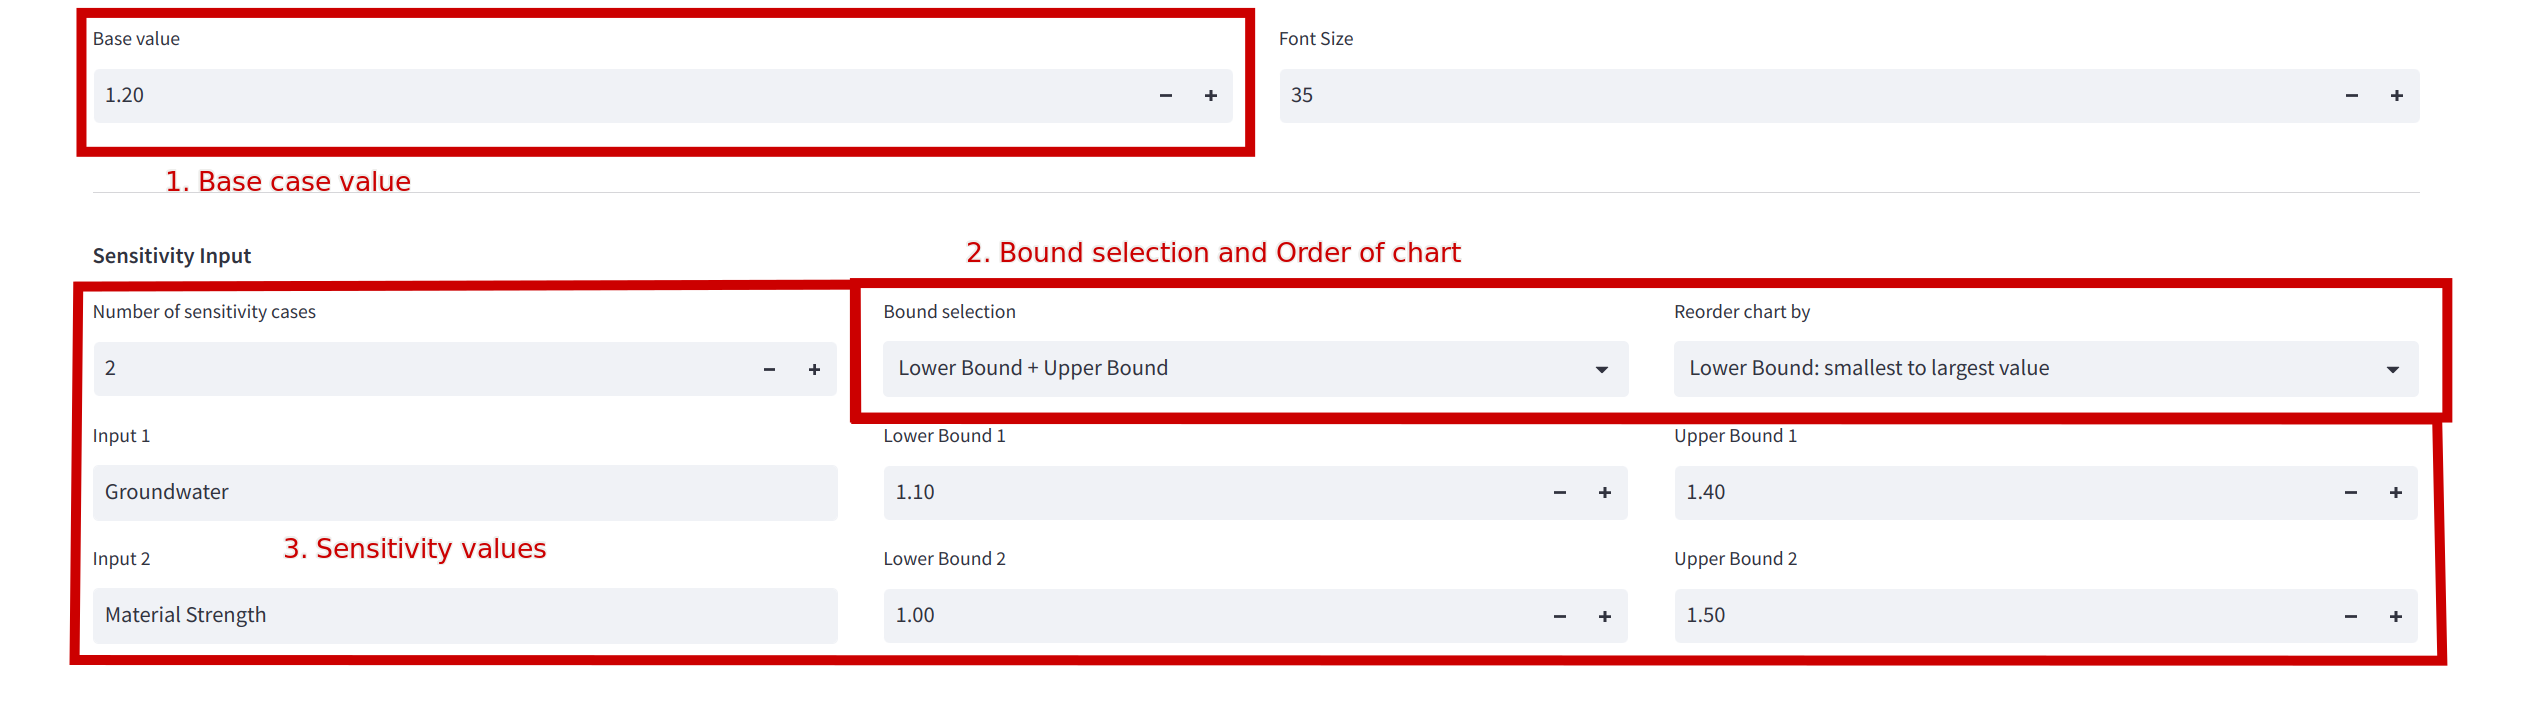 Base value
Font Size
1.20
35
1. Base case value
Sensitivity Input
2. Bound selection and Order of chart
Number of sensitivity cases
Bound selection
Reorder chart by
2
Lower Bound + Upper Bound
Lower Bound: smallest to largest value
Input 1
Lower Bound 1
Upper Bound 1
Groundwater
1.10
1.40
3. Sensitivity values
Input 2
Lower Bound 2
Upper Bound 2
Material Strength
1.00
1.50